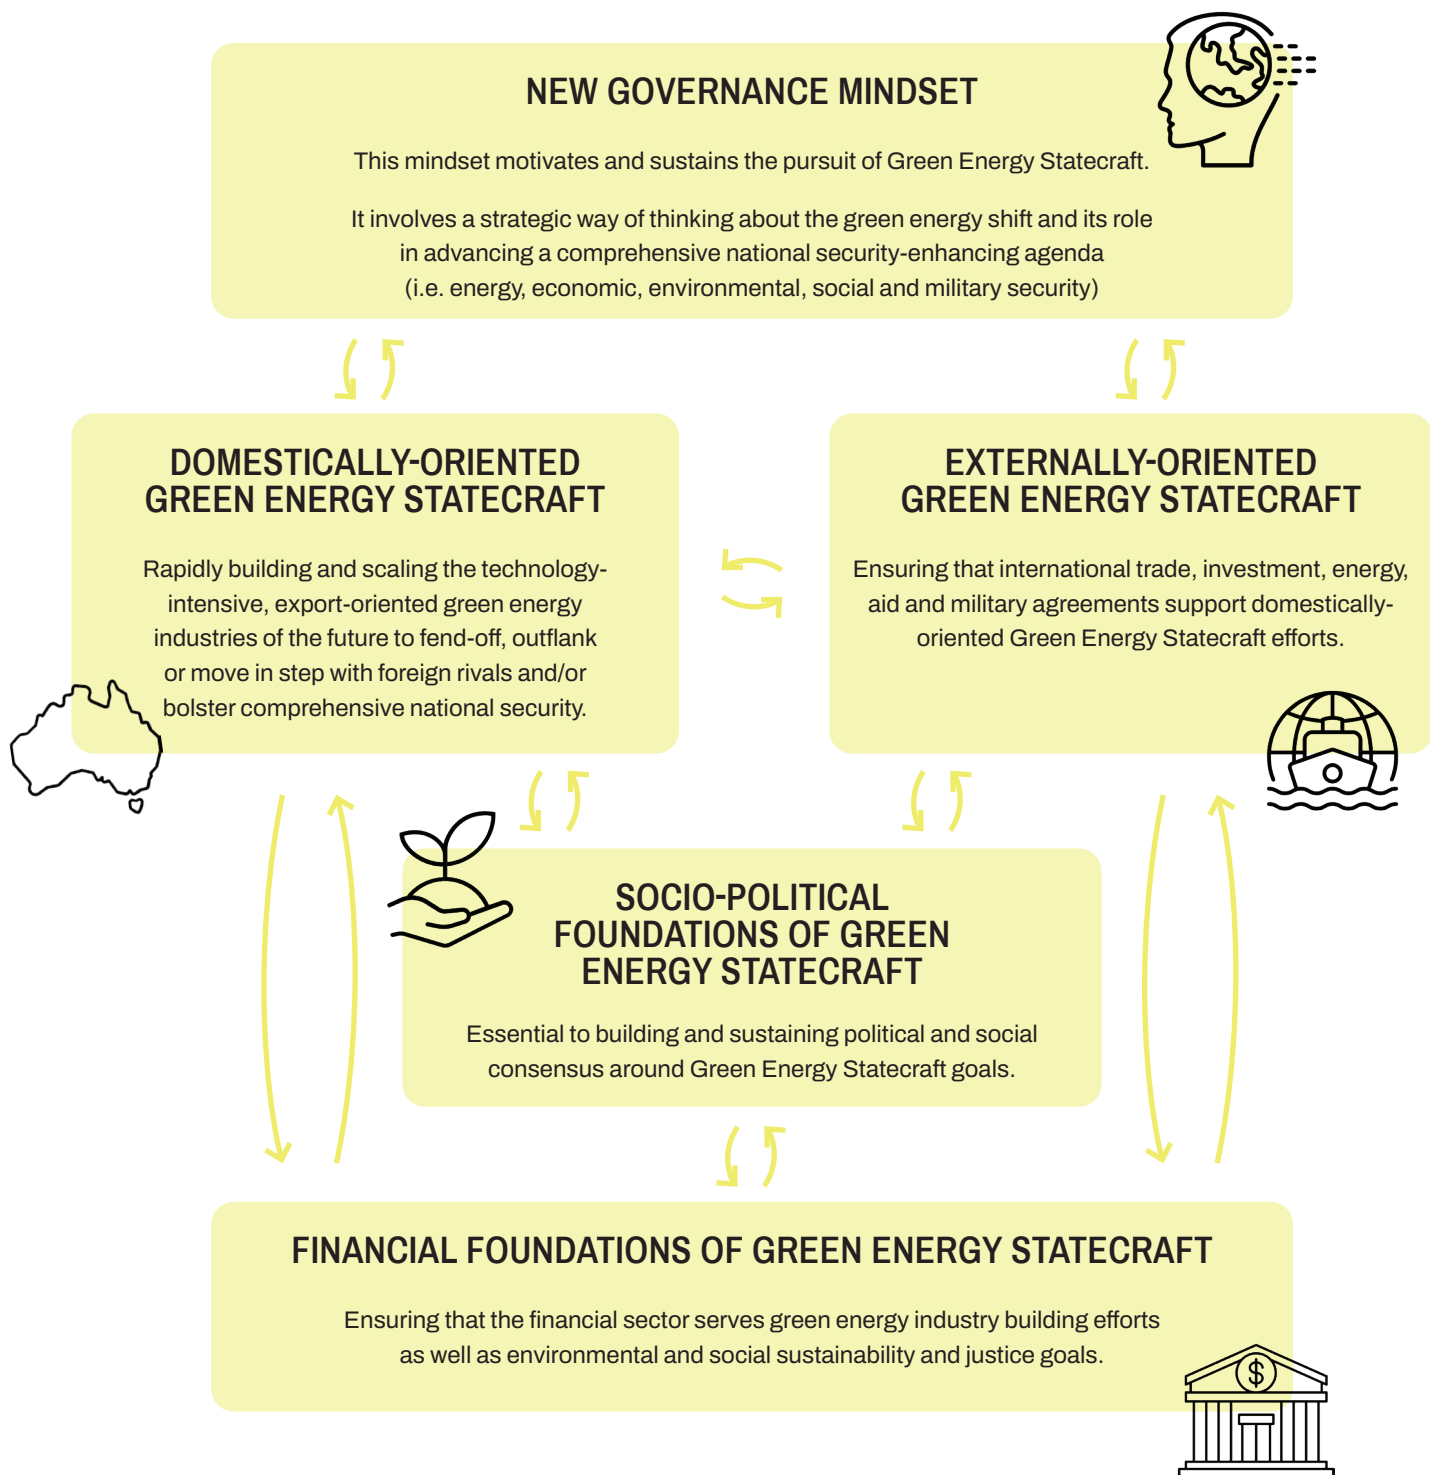 NEW GOVERNANCE MINDSET
This mindset motivates and sustains the pursuit of Green Energy Statecraft.
It involves a strategic way of thinking about the green energy shift and its role
in advancing a comprehensive national security-enhancing agenda
(i.e. energy, economic, environmental, social and military security)
DOMESTICALLY-ORIENTED
GREEN ENERGY STATECRAFT
Rapidly building and scaling the technology-
intensive, export-oriented green energy
industries of the future to fend-off, outflank
or move in step with foreign rivals and/or
bolster comprehensive national security.
EXTERNALLY-ORIENTED
GREEN ENERGY STATECRAFT
Ensuring that international trade, investment, energy,
aid and military agreements support domestically-
oriented Green Energy Statecraft efforts.
SOCIO-POLITICAL
FOUNDATIONS OF GREEN
ENERGY STATECRAFT
Essential to building and sustaining political and social
consensus around Green Energy Statecraft goals.
FINANCIAL FOUNDATIONS OF GREEN ENERGY STATECRAFT
Ensuring that the financial sector serves green energy industry building efforts
as well as environmental and social sustainability and justice goals.
$